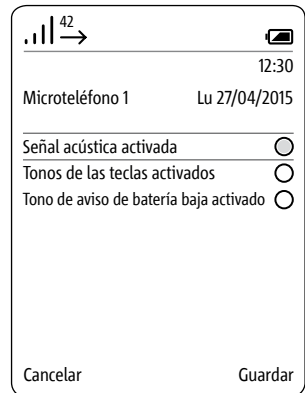 42
12:30
Microteléfono 1 Lu 27/04/2015
Señal acústica activada
Tonos de las teclas activados
Tono de aviso de batería baja activado
Cancelar Guardar